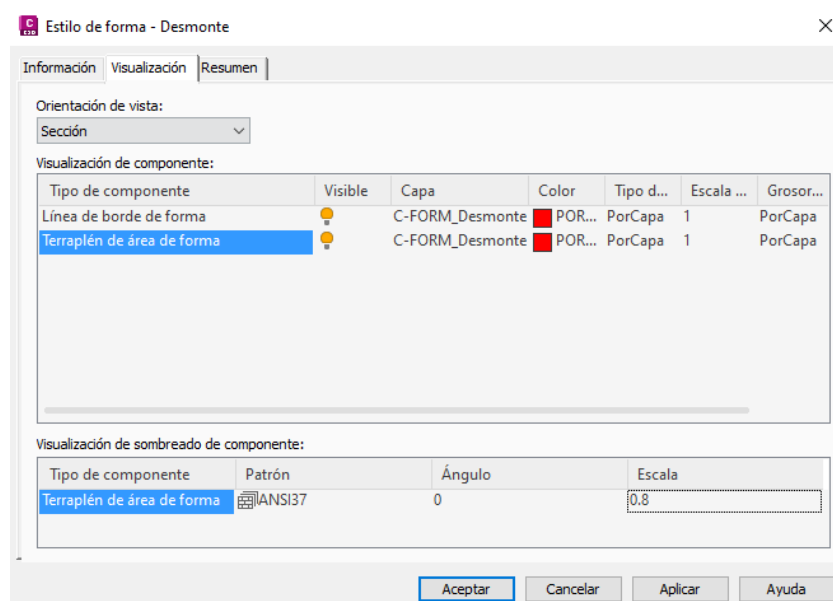 Estilo de forma - Desmonte
Información Visualización Resumen
Orientación de vista:
Sección
Visualización de componente:
Tipo de componente Visible Capa Color Tipo d... Escala ... Grosor...
Línea de borde de forma C-FORM_Desmonte POR... PorCapa 1 PorCapa
Terraplén de área de forma C-FORM_Desmonte POR... PorCapa 1 PorCapa
Visualización de sombreado de componente:
Tipo de componente Patrón Ángulo Escala
Terraplén de área de forma ANSI37 0 0.8
Aceptar Cancelar Aplicar Ayuda